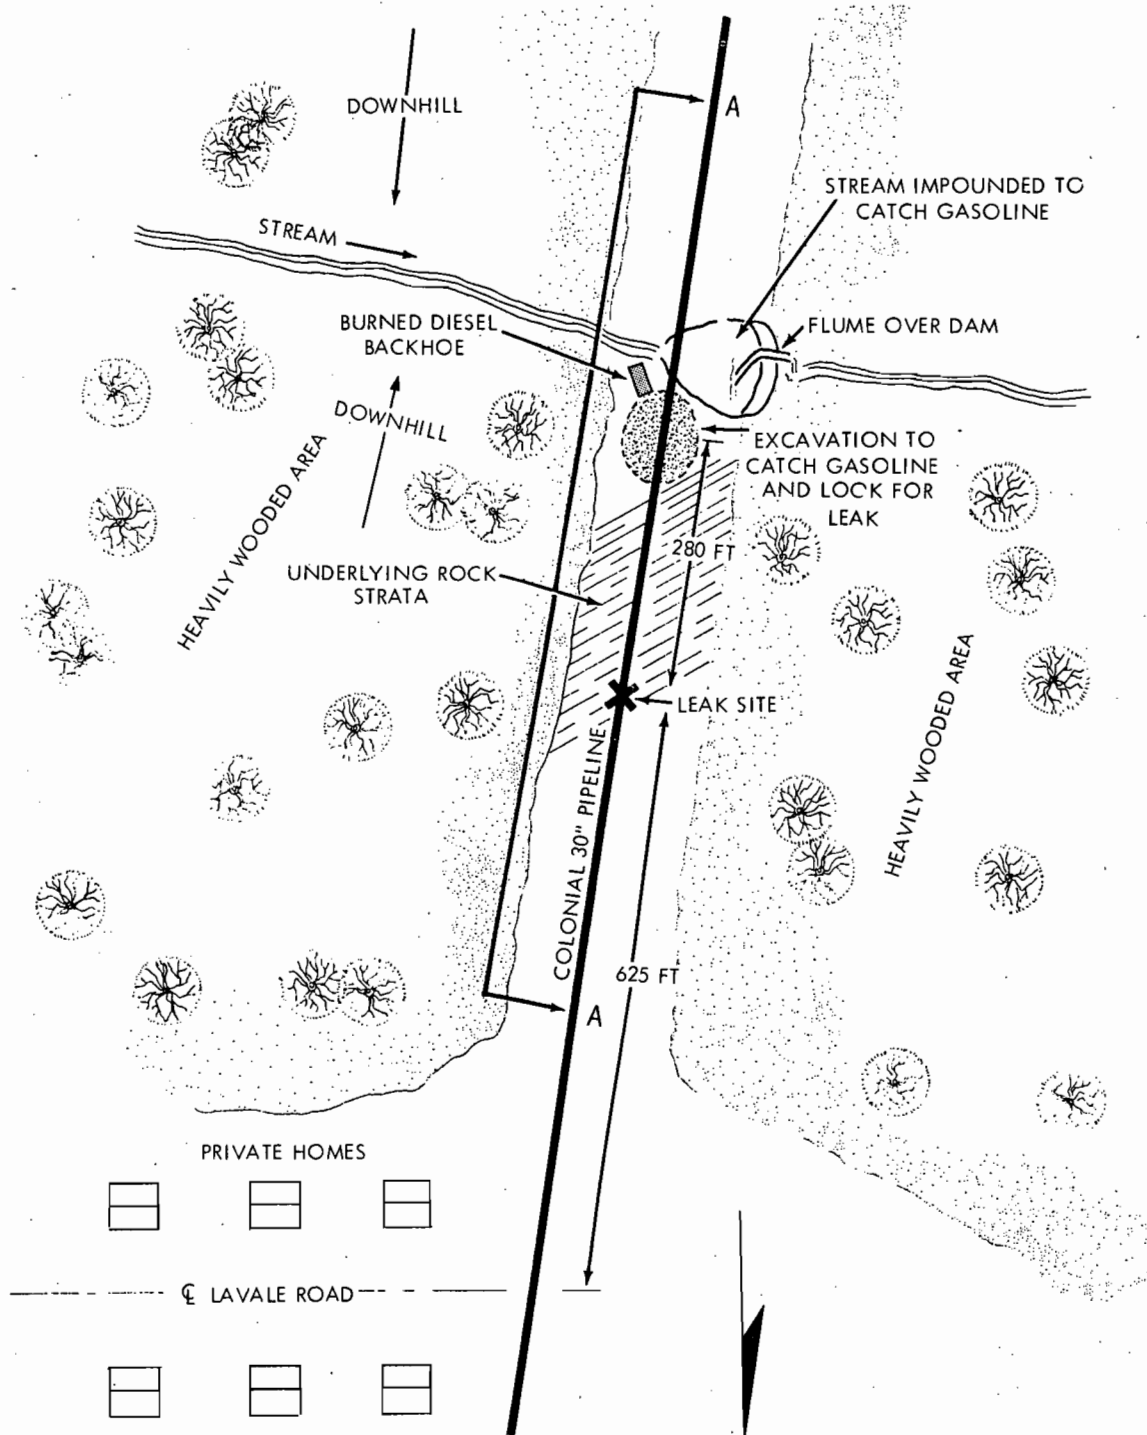 DOWNHILL
A
STREAM IMPOUNDED TO
CATCH GASOLINE
STREAM
BURNED DIESEL
BACKHOE
FLUME OVER DAM
DOWNHILL
EXCAVATION TO
CATCH GASOLINE
AND LOCK FOR
LEAK
HEAVILY WOODED AREA
280 FT
UNDERLYING ROCK
STRATA
LEAK SITE
HEAVILY WOODED AREA
COLONIAL 30" PIPELINE
625 FT
A
PRIVATE HOMES
℄ LAVALE ROAD